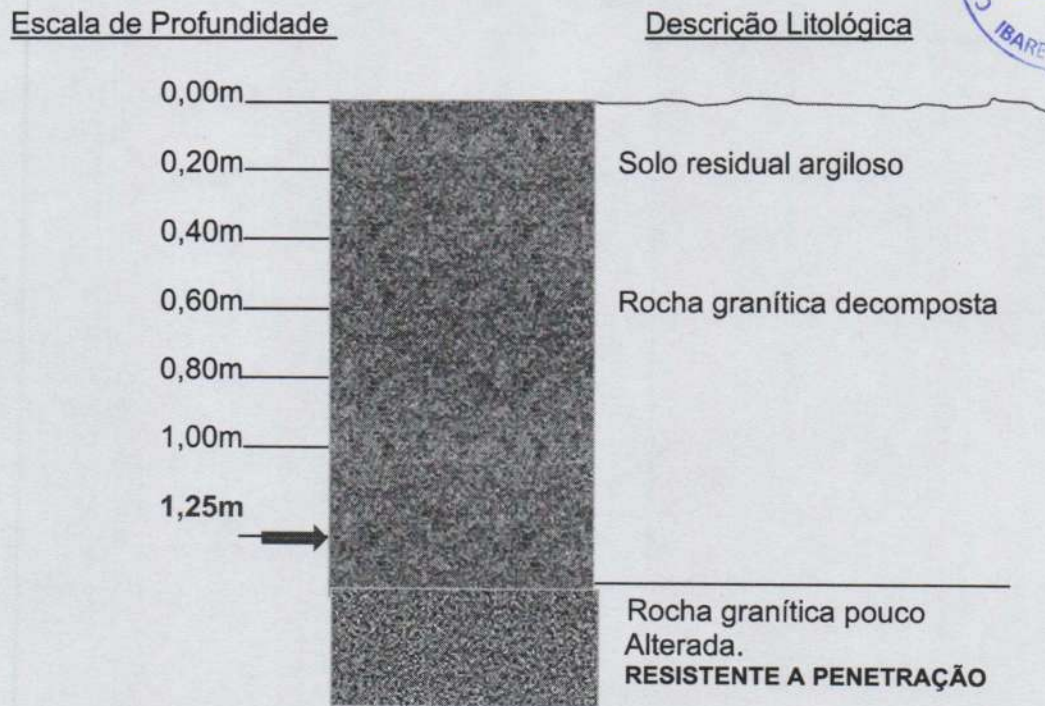 Escala de Profundidade
Descrição Litológica
0,00m
0,20m
Solo residual argiloso
0,40m
0,60m
Rocha granítica decomposta
0,80m
1,00m
1,25m
Rocha granítica pouco
Alterada.
RESISTENTE A PENETRAÇÃO